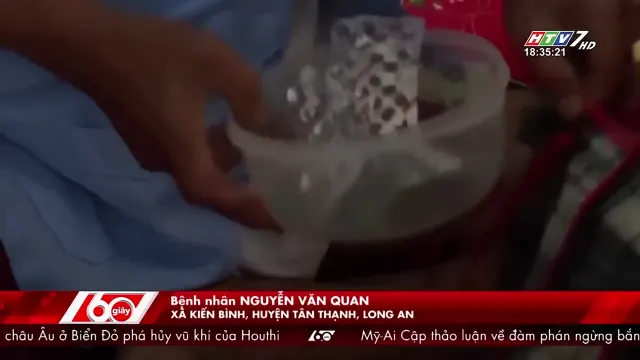 HTV7 HD
18:35:21
60 giây
Bệnh nhân NGUYỄN VĂN QUAN
XÃ KIẾN BÌNH, HUYỆN TÂN THẠNH, LONG AN
châu Âu ở Biển Đỏ phá hủy vũ khí của Houthi 60 giây Mỹ-Ai Cập thảo luận về đàm phán ngừng bắn